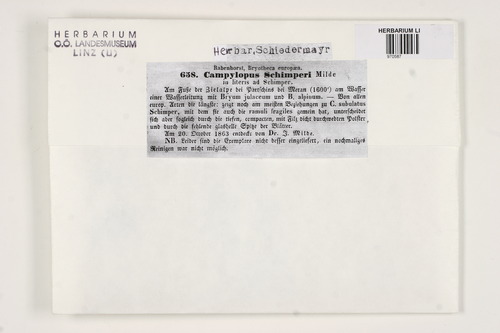 HERBARIUM
O.Ö. LANDESMUSEUM
LINZ (U)
HERBARIUM LI
Herbar, Schiedermayr
Rabenhorst, Bryotheca europaea.
658. Campylopus Schimperi Milde
in literis ad Schimper.
Am Fuße der Zielalpe bei Partschins bei Meran (1600') am Wasser
einer Wasserleitung mit Bryum julaceum und B. alpinum. — Von allen
europ. Arten die längste; zeigt noch am meisten Beziehungen zu C. subulatus
Schimper, mit dem sie auch die ramuli fragiles gemein hat, unterscheidet
sich aber sogleich durch die tiefen, compacten, mit Filz dicht durchwebten Polster,
und durch die fehlende glashelle Spitze der Blätter.
Am 20. Oktober 1863 entdeckt von Dr. J. Milde.
NB. Leider sind die Exemplare nicht besser eingeliefert, ein nochmaliges
Reinigen war nicht möglich.